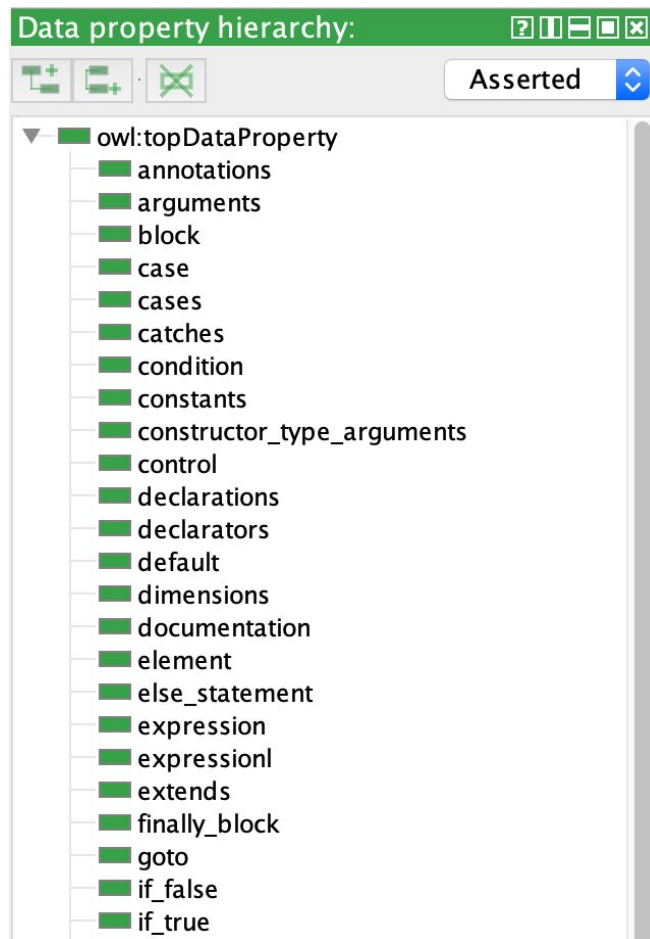 Data property hierarchy:
Asserted
owl:topDataProperty
annotations
arguments
block
case
cases
catches
condition
constants
constructor_type_arguments
control
declarations
declarators
default
dimensions
documentation
element
else_statement
expression
expressionl
extends
finally_block
goto
if_false
if_true